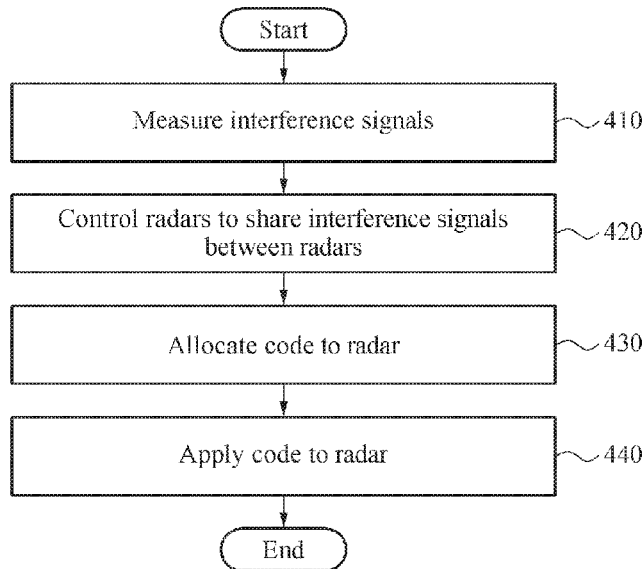 Start
Measure interference signals
410
Control radars to share interference signals
between radars
420
Allocate code to radar
430
Apply code to radar
440
End